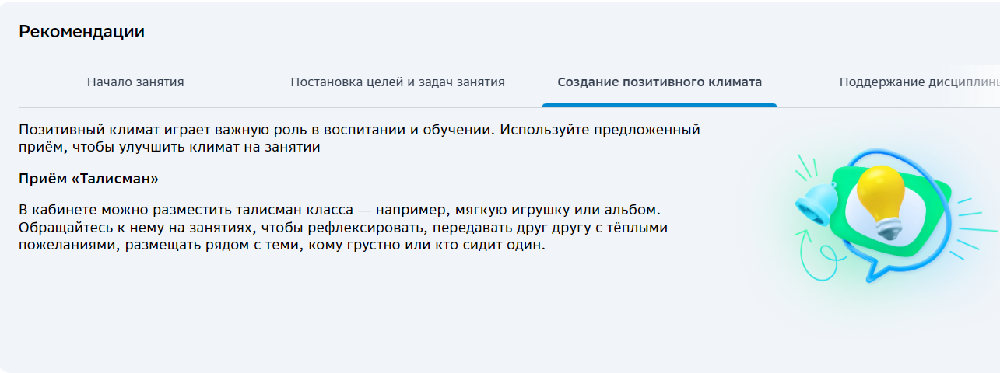 Рекомендации
Начало занятия
Постановка целей и задач занятия
Создание позитивного климата
Поддержание дисциплины
Позитивный климат играет важную роль в воспитании и обучении. Используйте предложенный
приём, чтобы улучшить климат на занятии
Приём «Талисман»
В кабинете можно разместить талисман класса — например, мягкую игрушку или альбом.
Обращайтесь к нему на занятиях, чтобы рефлексировать, передавать друг другу с тёплыми
пожеланиями, размещать рядом с теми, кому грустно или кто сидит один.